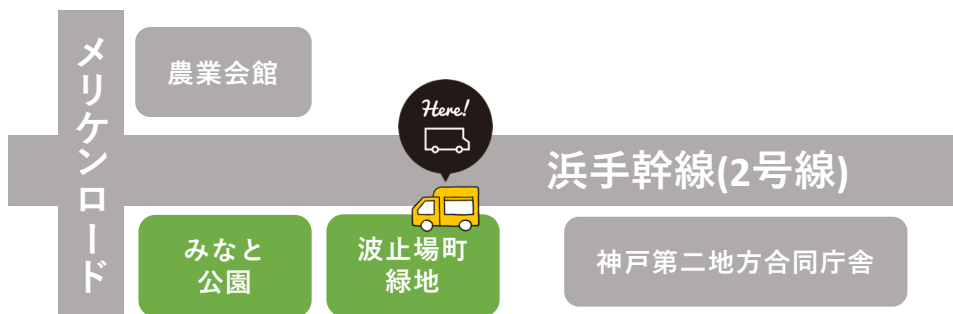 メリケンロード
農業会館
Here!
浜手幹線(2号線)
みなと
公園
波止場町
緑地
神戸第二地方合同庁舎